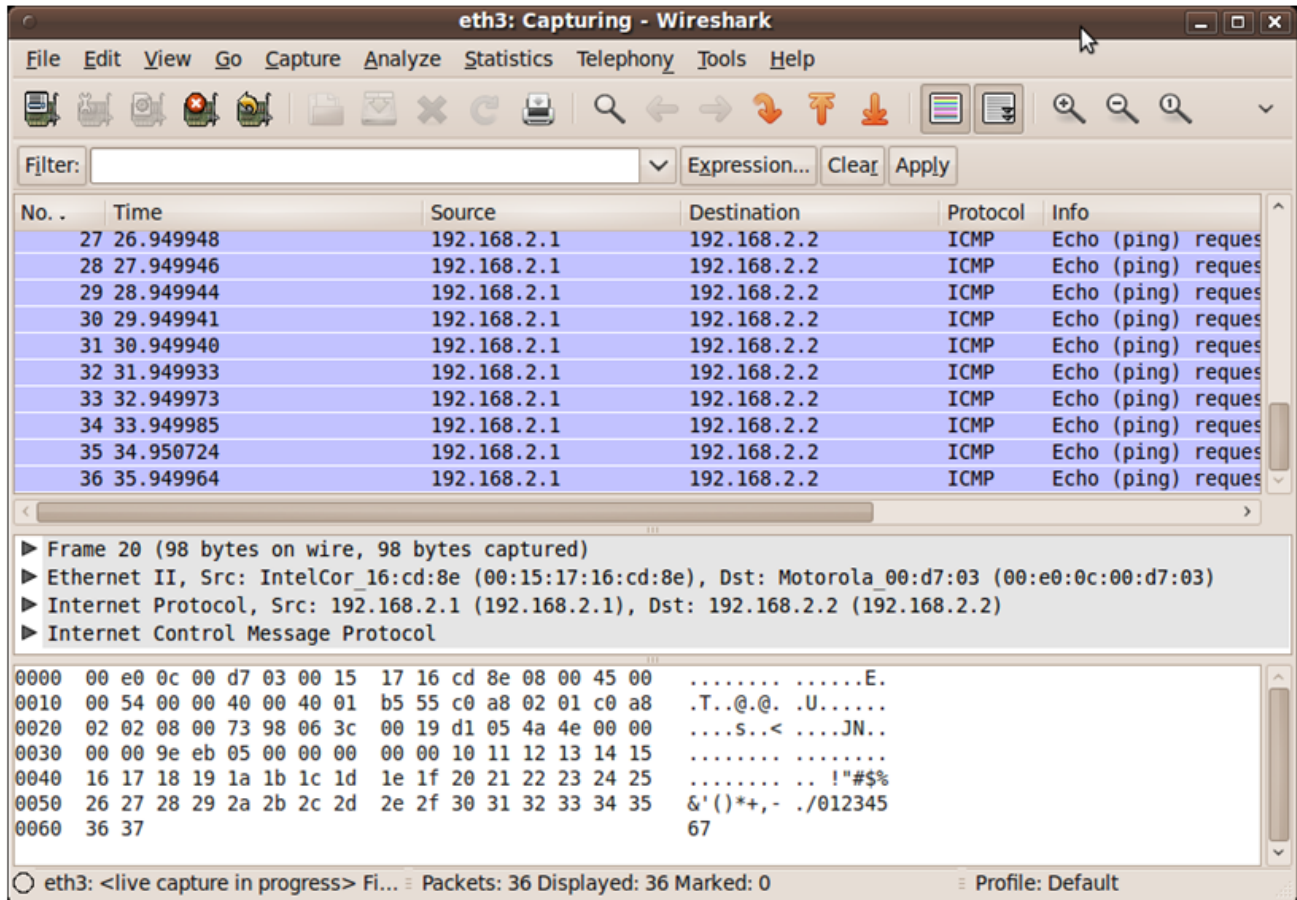 eth3: Capturing - Wireshark
File Edit View Go Capture Analyze Statistics Telephony Tools Help
Filter: Expression... Clear Apply
No. . Time Source Destination Protocol Info
27 26.949948 192.168.2.1 192.168.2.2 ICMP Echo (ping) reques
28 27.949946 192.168.2.1 192.168.2.2 ICMP Echo (ping) reques
29 28.949944 192.168.2.1 192.168.2.2 ICMP Echo (ping) reques
30 29.949941 192.168.2.1 192.168.2.2 ICMP Echo (ping) reques
31 30.949940 192.168.2.1 192.168.2.2 ICMP Echo (ping) reques
32 31.949933 192.168.2.1 192.168.2.2 ICMP Echo (ping) reques
33 32.949973 192.168.2.1 192.168.2.2 ICMP Echo (ping) reques
34 33.949985 192.168.2.1 192.168.2.2 ICMP Echo (ping) reques
35 34.950724 192.168.2.1 192.168.2.2 ICMP Echo (ping) reques
36 35.949964 192.168.2.1 192.168.2.2 ICMP Echo (ping) reques
Frame 20 (98 bytes on wire, 98 bytes captured)
Ethernet II, Src: IntelCor_16:cd:8e (00:15:17:16:cd:8e), Dst: Motorola_00:d7:03 (00:e0:0c:00:d7:03)
Internet Protocol, Src: 192.168.2.1 (192.168.2.1), Dst: 192.168.2.2 (192.168.2.2)
Internet Control Message Protocol
0000 00 e0 0c 00 d7 03 00 15 17 16 cd 8e 08 00 45 00 ........ ......E.
0010 00 54 00 00 40 00 40 01 b5 55 c0 a8 02 01 c0 a8 .T..@.@. .U......
0020 02 02 08 00 73 98 06 3c 00 19 d1 05 4a 4e 00 00 ....s..< ....JN..
0030 00 00 9e eb 05 00 00 00 00 00 10 11 12 13 14 15 ........ ........
0040 16 17 18 19 1a 1b 1c 1d 1e 1f 20 21 22 23 24 25 ........ .. !"#$%
0050 26 27 28 29 2a 2b 2c 2d 2e 2f 30 31 32 33 34 35 &'()*+,- ./012345
0060 36 37 67
eth3: <live capture in progress> Fi... Packets: 36 Displayed: 36 Marked: 0 Profile: Default